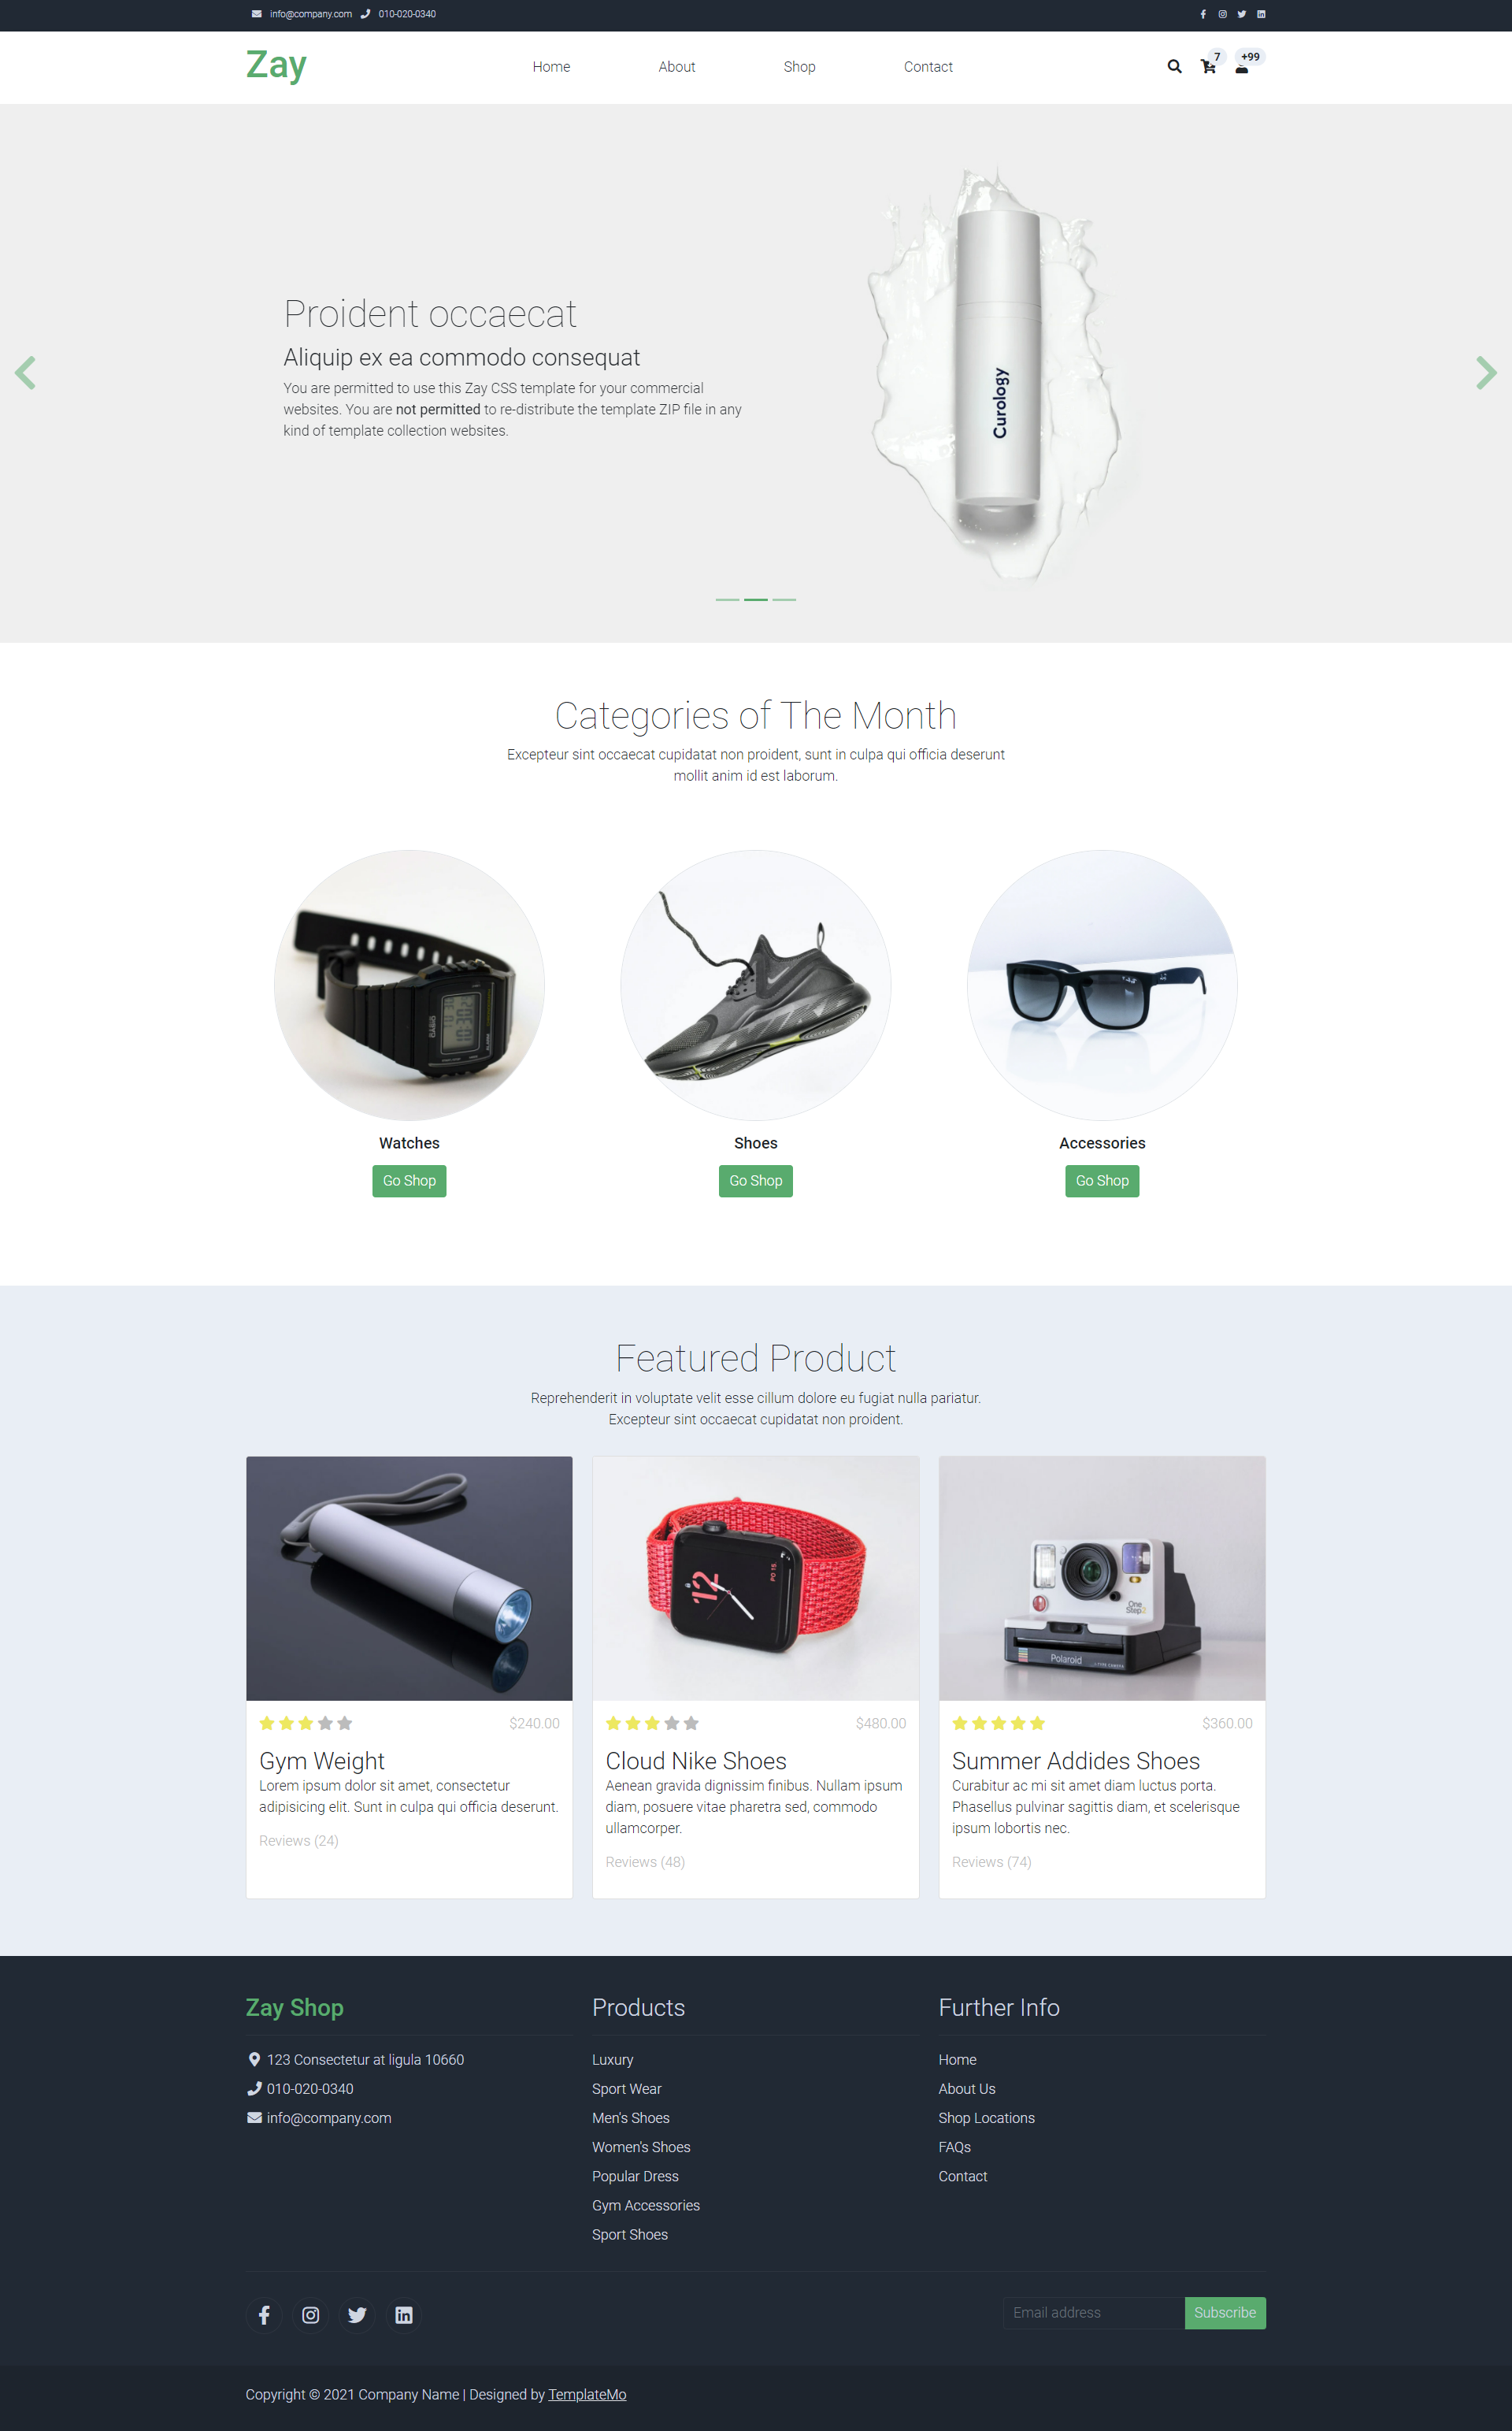 info@company.com 010-020-0340
Zay
Home About Shop Contact
7 +99
Proident occaecat
Aliquip ex ea commodo consequat
You are permitted to use this Zay CSS template for your commercial
websites. You are not permitted to re-distribute the template ZIP file in any
kind of template collection websites.
Curology
Categories of The Month
Excepteur sint occaecat cupidatat non proident, sunt in culpa qui officia deserunt
mollit anim id est laborum.
CASIO
Watches
Go Shop
Shoes
Go Shop
Accessories
Go Shop
Featured Product
Reprehenderit in voluptate velit esse cillum dolore eu fugiat nulla pariatur.
Excepteur sint occaecat cupidatat non proident.
$240.00
Gym Weight
Lorem ipsum dolor sit amet, consectetur
adipisicing elit. Sunt in culpa qui officia deserunt.
Reviews (24)
12
PO 15.
$480.00
Cloud Nike Shoes
Aenean gravida dignissim finibus. Nullam ipsum
diam, posuere vitae pharetra sed, commodo
ullamcorper.
Reviews (48)
One
Step2
Polaroid
$360.00
Summer Addides Shoes
Curabitur ac mi sit amet diam luctus porta.
Phasellus pulvinar sagittis diam, et scelerisque
ipsum lobortis nec.
Reviews (74)
Zay Shop
123 Consectetur at ligula 10660
010-020-0340
info@company.com
Products
Luxury
Sport Wear
Men's Shoes
Women's Shoes
Popular Dress
Gym Accessories
Sport Shoes
Further Info
Home
About Us
Shop Locations
FAQs
Contact
Email address Subscribe
Copyright © 2021 Company Name | Designed by TemplateMo